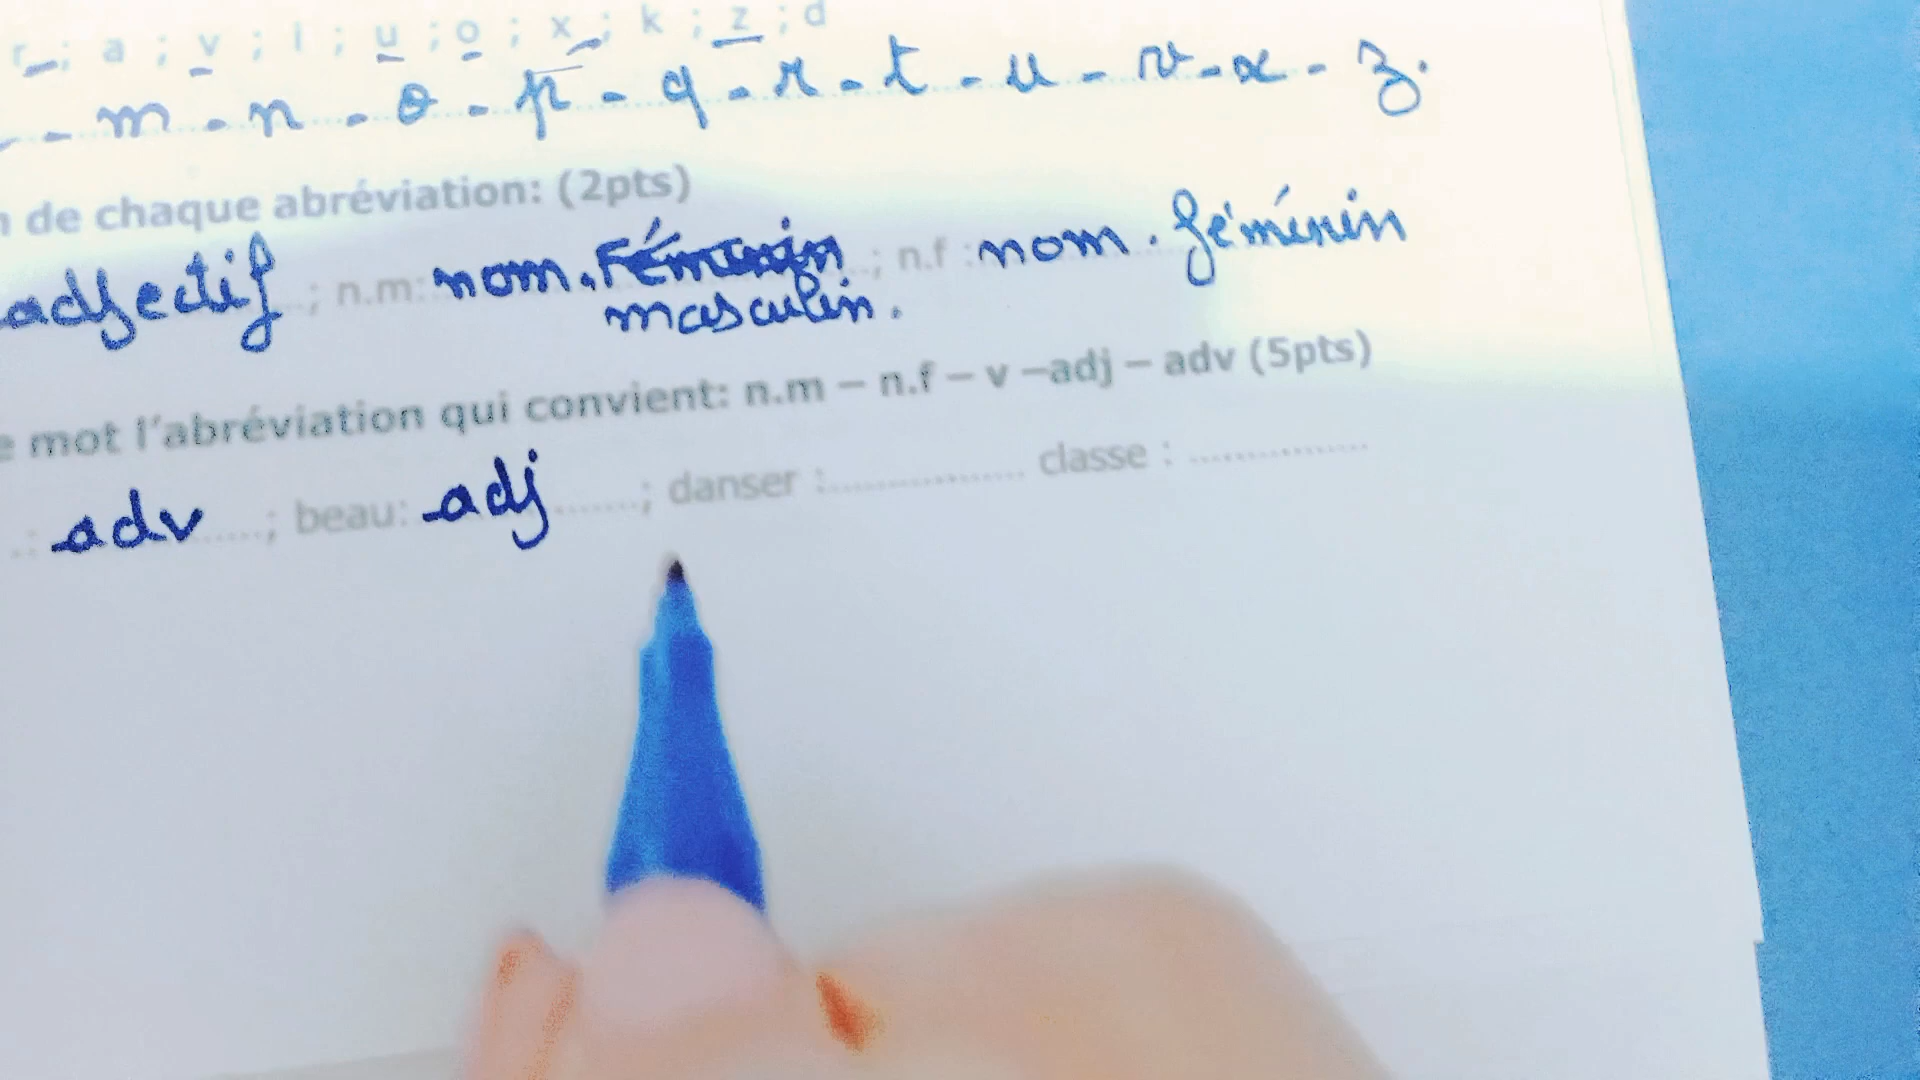 r ; a ; v ; l ; u ; o ; x ; k ; z ; d
- m - n - o - p - q - r - t - u - v - x - z.
de chaque abréviation: (2pts)
adjectif ; n.m: nom. Féminin ; n.f : nom. féminin
masculin.
mot l'abréviation qui convient: n.m – n.f – v –adj – adv (5pts)
: adv ; beau: adj ; danser : classe :